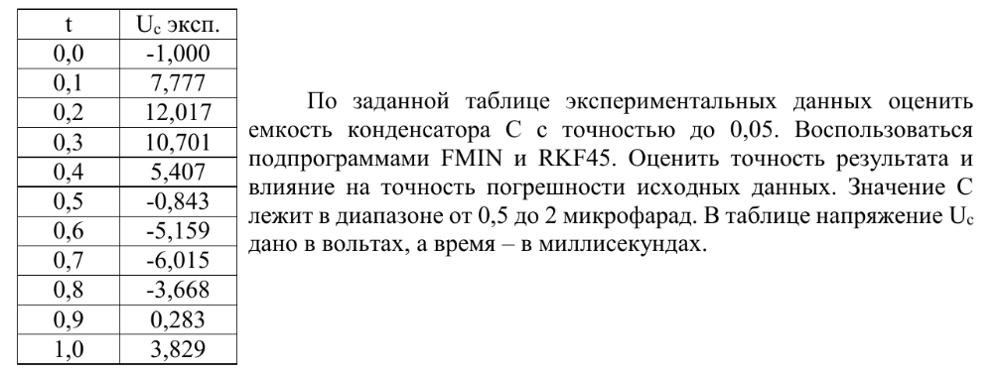 t Uс эксп.
0,0 -1,000
0,1 7,777
0,2 12,017
0,3 10,701
0,4 5,407
0,5 -0,843
0,6 -5,159
0,7 -6,015
0,8 -3,668
0,9 0,283
1,0 3,829
По заданной таблице экспериментальных данных оценить
емкость конденсатора С с точностью до 0,05. Воспользоваться
подпрограммами FMIN и RKF45. Оценить точность результата и
влияние на точность погрешности исходных данных. Значение С
лежит в диапазоне от 0,5 до 2 микрофарад. В таблице напряжение Uс
дано в вольтах, а время – в миллисекундах.